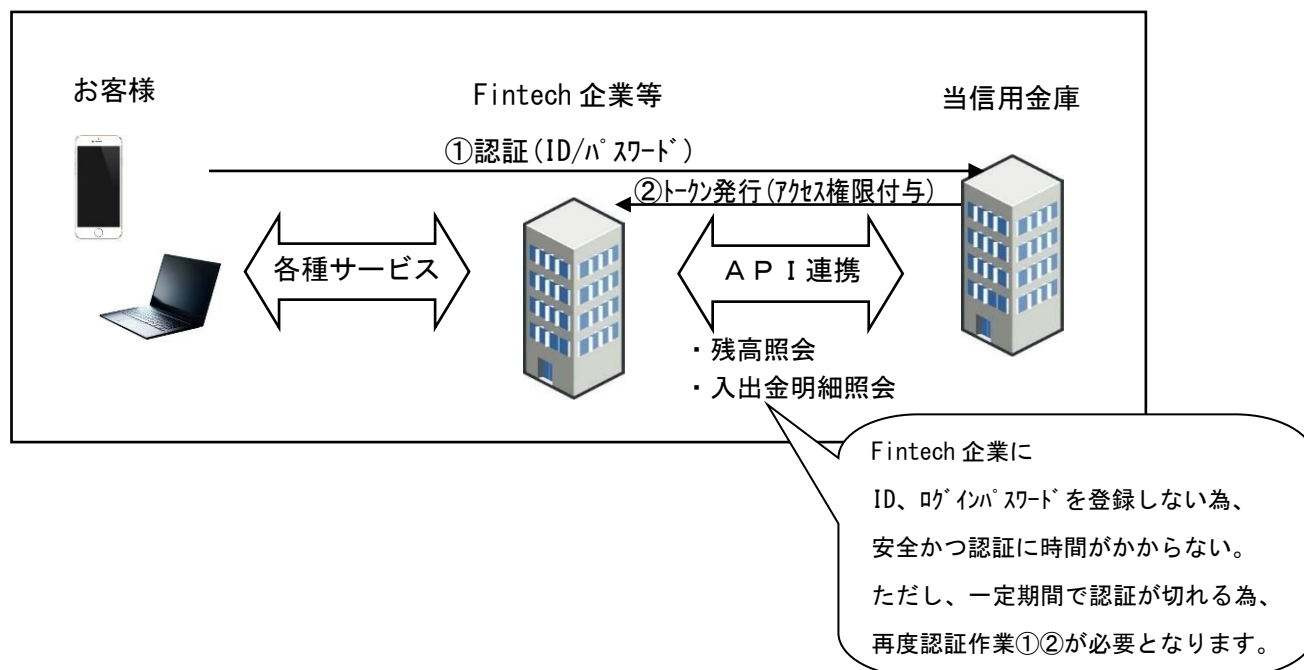 お客様
Fintech 企業等
当信用金庫
①認証(ID/ﾊﾟｽﾜｰﾄﾞ)
②ﾄｰｸﾝ発行(ｱｸｾｽ権限付与)
各種サービス
ＡＰＩ連携
・残高照会
・入出金明細照会
Fintech 企業に
ID、ﾛｸﾞｲﾝﾊﾟｽﾜｰﾄﾞを登録しない為、
安全かつ認証に時間がかからない。
ただし、一定期間で認証が切れる為、
再度認証作業①②が必要となります。